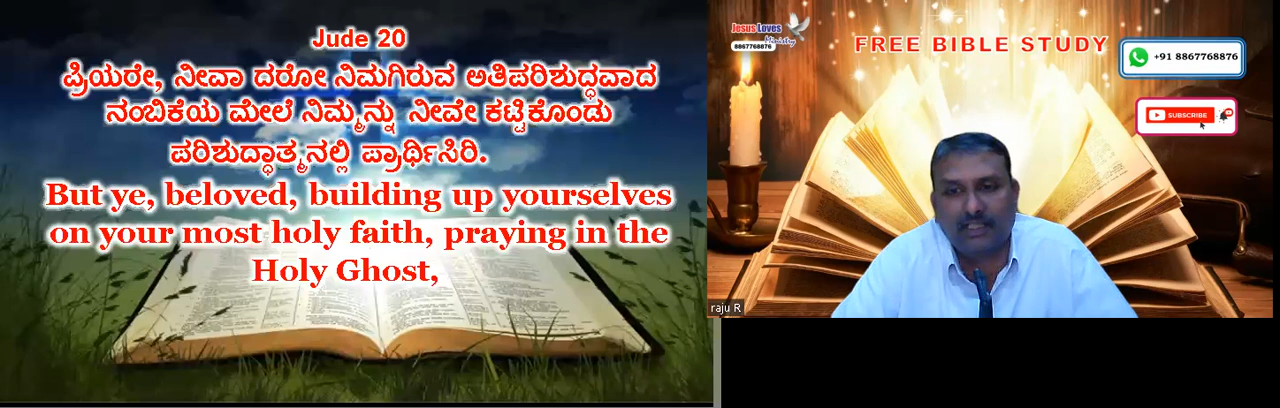 Jude 20
ಪ್ರಿಯರೇ, ನೀವಾ ದರೋ ನಿಮಗಿರುವ ಅತಿಪರಿಶುದ್ಧವಾದ
ನಂಬಿಕೆಯ ಮೇಲೆ ನಿಮ್ಮನ್ನು ನೀವೇ ಕಟ್ಟಿಕೊಂಡು
ಪರಿಶುದ್ಧಾತ್ಮನಲ್ಲಿ ಪ್ರಾರ್ಥಿಸಿರಿ.
But ye, beloved, building up yourselves
on your most holy faith, praying in the
Holy Ghost,
Jesus Loves
Ministry
8867768876
FREE BIBLE STUDY
+91 8867768876
SUBSCRIBE
raju R